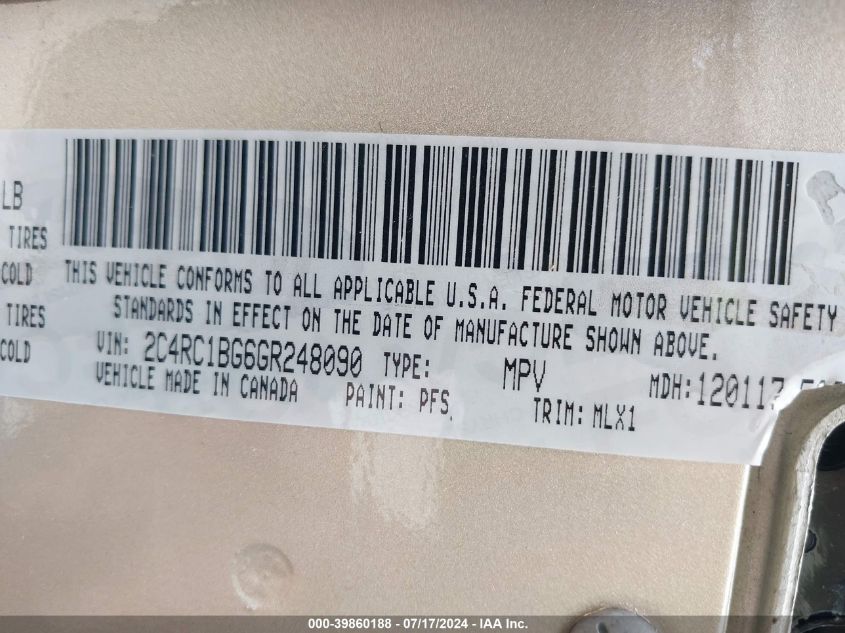 LB
TIRES
COLD
TIRES
COLD
THIS VEHICLE CONFORMS TO ALL APPLICABLE U.S.A. FEDERAL MOTOR VEHICLE SAFETY
STANDARDS IN EFFECT ON THE DATE OF MANUFACTURE SHOWN ABOVE.
VIN: 2C4RC1BG6GR248090 TYPE: MPV MDH: 120117
VEHICLE MADE IN CANADA PAINT: PFS TRIM: MLX1
000-39860188 - 07/17/2024 - IAA Inc.